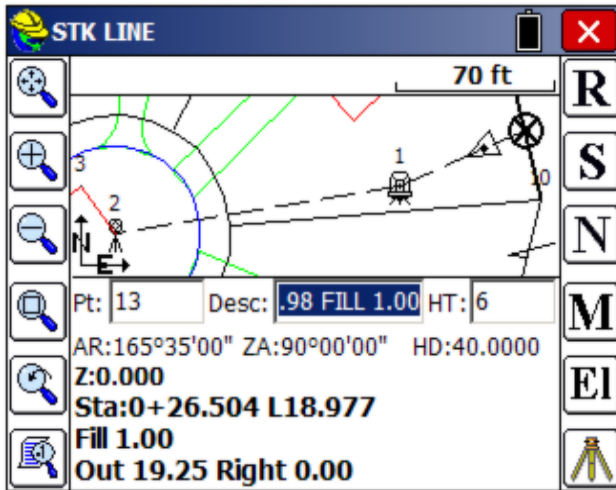 STK LINE
70 ft
R
S
N
M
El
3
2
1
10
N
E
Pt: 13 Desc: .98 FILL 1.00 HT: 6
AR:165°35'00" ZA:90°00'00" HD:40.0000
Z:0.000
Sta:0+26.504 L18.977
Fill 1.00
Out 19.25 Right 0.00